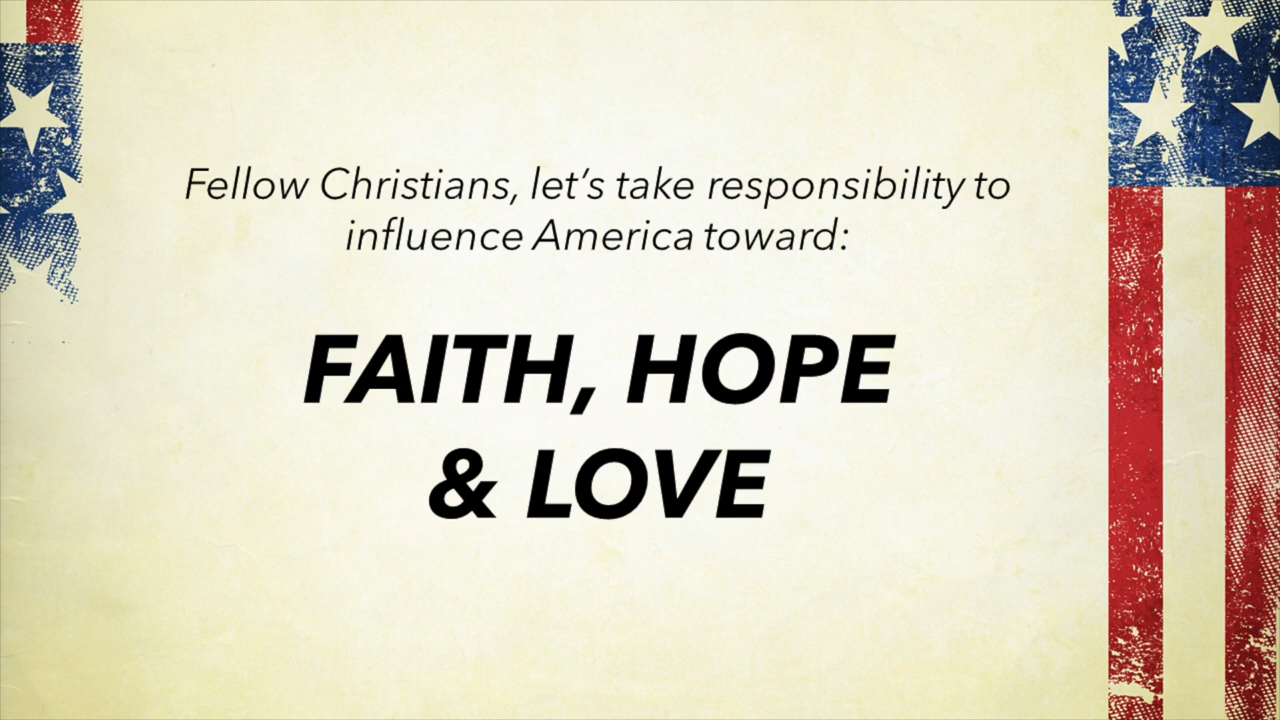 Fellow Christians, let’s take responsibility to
influence America toward:
FAITH, HOPE
& LOVE